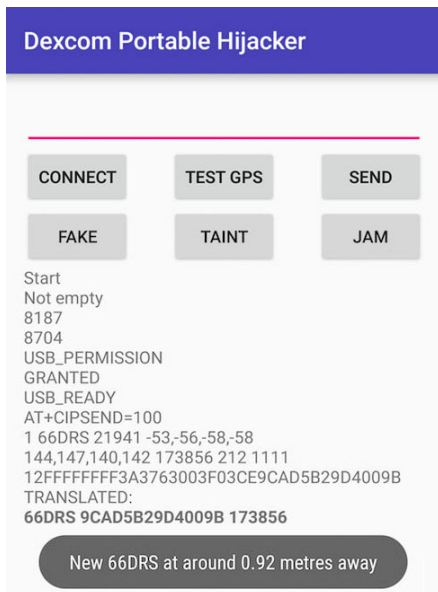 Dexcom Portable Hijacker
CONNECT TEST GPS SEND
FAKE TAINT JAM
Start
Not empty
8187
8704
USB_PERMISSION
GRANTED
USB_READY
AT+CIPSEND=100
1 66DRS 21941 -53,-56,-58,-58
144,147,140,142 173856 212 1111
12FFFFFFFF3A3763003F03CE9CAD5B29D4009B
TRANSLATED:
66DRS 9CAD5B29D4009B 173856
New 66DRS at around 0.92 metres away